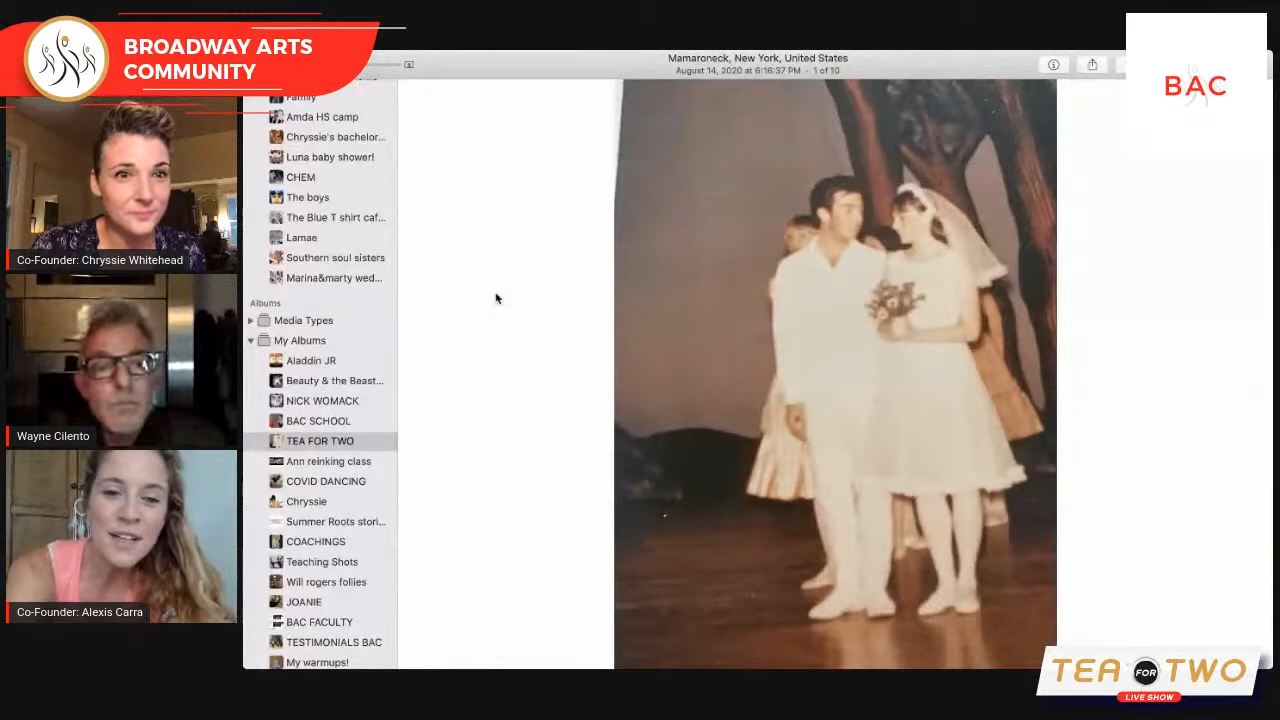 BROADWAY ARTS
COMMUNITY
Mamaroneck, New York, United States
August 14, 2020 at 6:16:37 PM · 1 of 10
BAC
Family
Amda HS camp
Chryssie's bachelor...
Luna baby shower!
CHEM
The boys
The Blue T shirt caf...
Lamae
Southern soul sisters
Marina&marty wed...
Albums
Media Types
My Albums
Aladdin JR
Beauty & the Beast...
NICK WOMACK
BAC SCHOOL
TEA FOR TWO
Ann reinking class
COVID DANCING
Chryssie
Summer Roots stori...
COACHINGS
Teaching Shots
Will rogers follies
JOANIE
BAC FACULTY
TESTIMONIALS BAC
My warmups!
Co-Founder: Chryssie Whitehead
Wayne Cilento
Co-Founder: Alexis Carra
TEA FOR TWO
LIVE SHOW